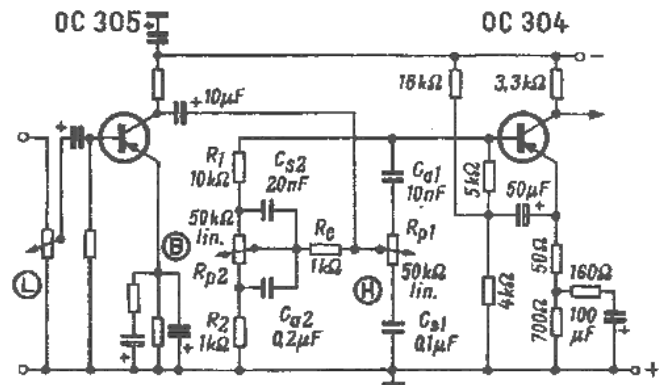 OC 305
OC 304
+
−
10µF
+
18kΩ
3,3kΩ
R1
10kΩ
Cs2
20nF
Ca1
10nF
5kΩ
50µF
+
+
50kΩ
lin.
Rp2
B
Re
1kΩ
Rp1
50kΩ
lin.
H
L
50Ω
160Ω
4kΩ
700Ω
100
µF
+
R2
1kΩ
Ca2
0,2µF
Cs1
0,1µF
+
+
+